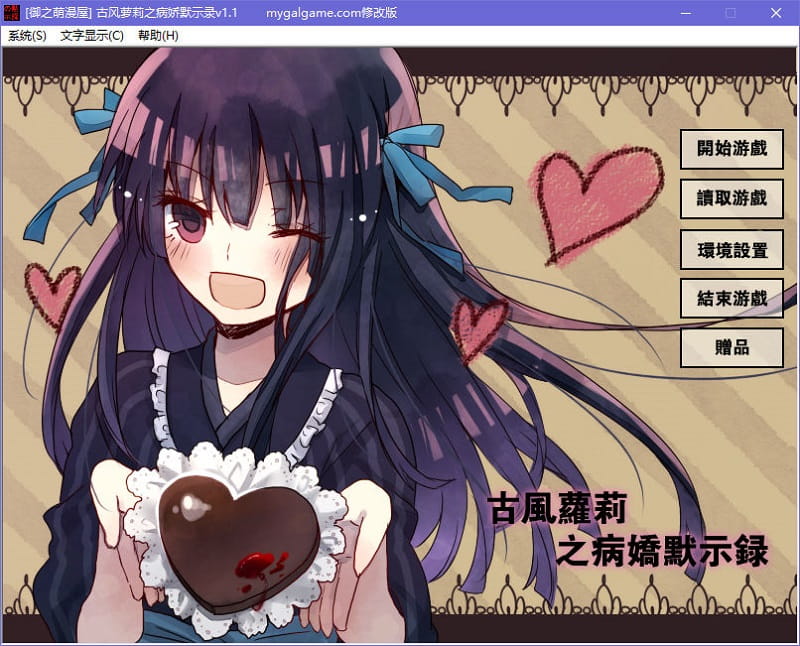 [御之萌漫屋] 古风萝莉之病娇默示录v1.1 mygalgame.com修改版
系统(S) 文字显示(C) 帮助(H)
開始游戲
讀取游戲
環境設置
結束游戲
贈品
古風蘿莉
之病嬌默示録